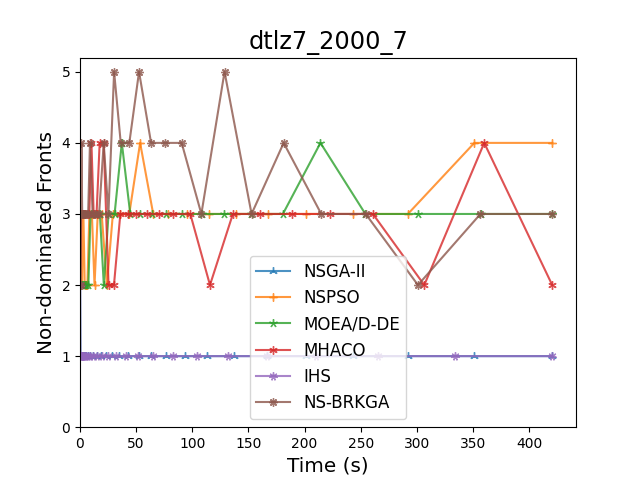 dtlz7_2000_7
Non-dominated Fronts
5
4
3
2
1
0
NSGA-II
NSPSO
MOEA/D-DE
MHACO
IHS
NS-BRKGA
0 50 100 150 200 250 300 350 400
Time (s)